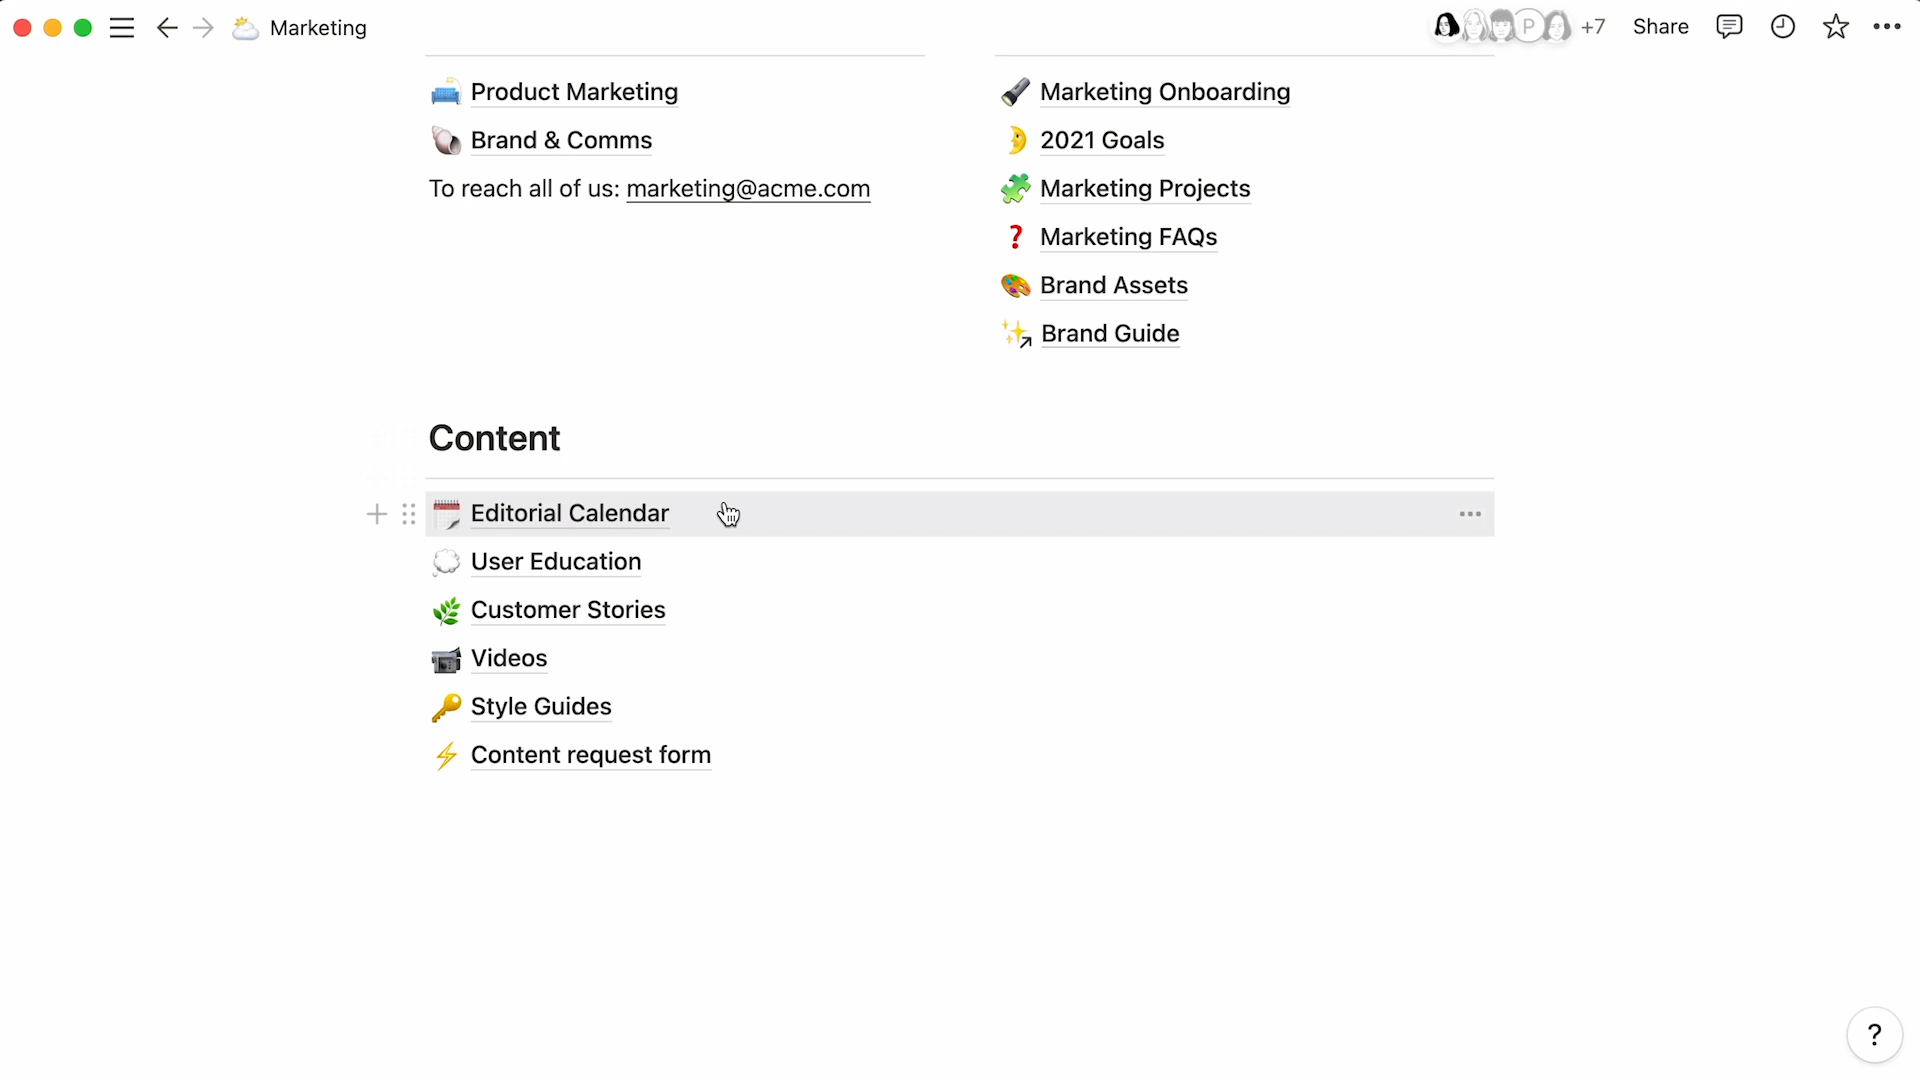 Marketing
P
+7
Share
Product Marketing
Brand & Comms
To reach all of us: marketing@acme.com
Marketing Onboarding
2021 Goals
Marketing Projects
Marketing FAQs
Brand Assets
Brand Guide
Content
Editorial Calendar
User Education
Customer Stories
Videos
Style Guides
Content request form
?